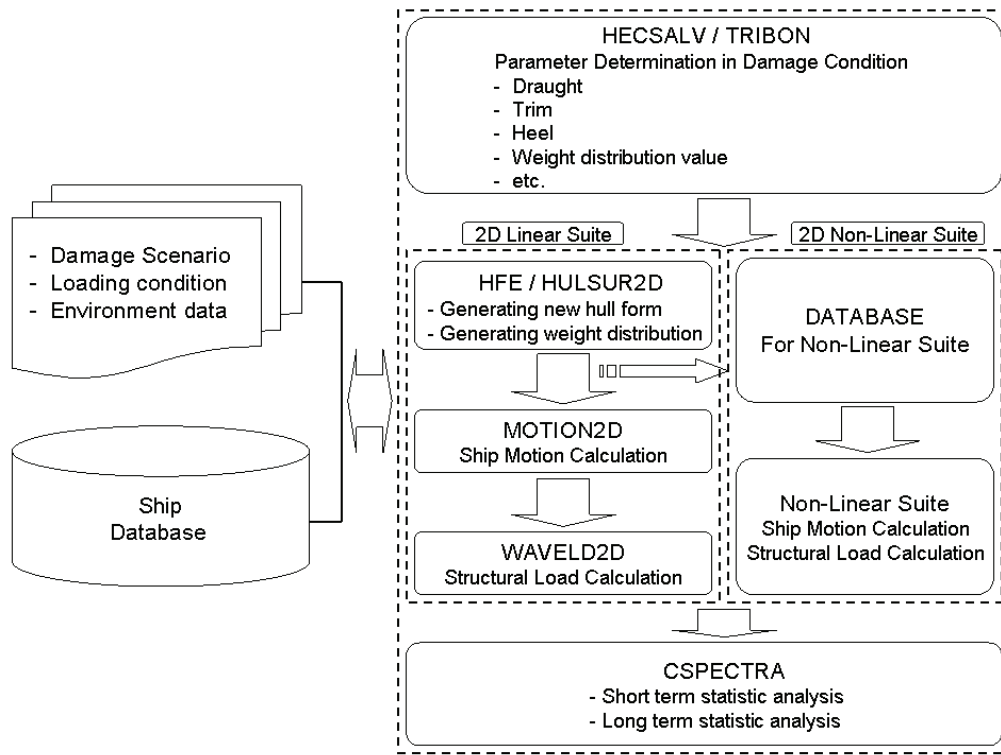 HECSALV / TRIBON
Parameter Determination in Damage Condition
- Draught
- Trim
- Heel
- Weight distribution value
- etc.
- Damage Scenario
- Loading condition
- Environment data
Ship
Database
2D Linear Suite
HFE / HULSUR2D
- Generating new hull form
- Generating weight distribution
MOTION2D
Ship Motion Calculation
WAVELD2D
Structural Load Calculation
2D Non-Linear Suite
DATABASE
For Non-Linear Suite
Non-Linear Suite
Ship Motion Calculation
Structural Load Calculation
CSPECTRA
- Short term statistic analysis
- Long term statistic analysis